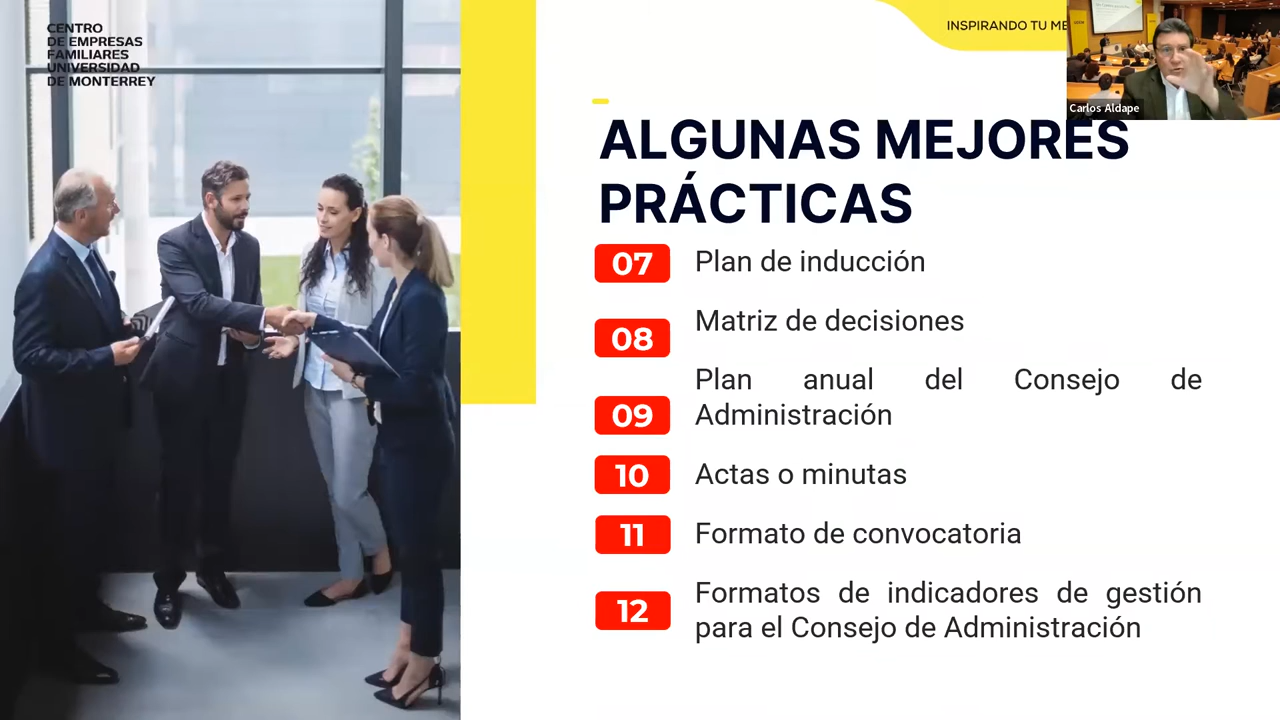 CENTRO
DE EMPRESAS
FAMILIARES
UNIVERSIDAD
DE MONTERREY
INSPIRANDO TU
Carlos Aldape
ALGUNAS MEJORES
PRÁCTICAS
07 Plan de inducción
08 Matriz de decisiones
09 Plan anual del Consejo de
Administración
10 Actas o minutas
11 Formato de convocatoria
12 Formatos de indicadores de gestión
para el Consejo de Administración